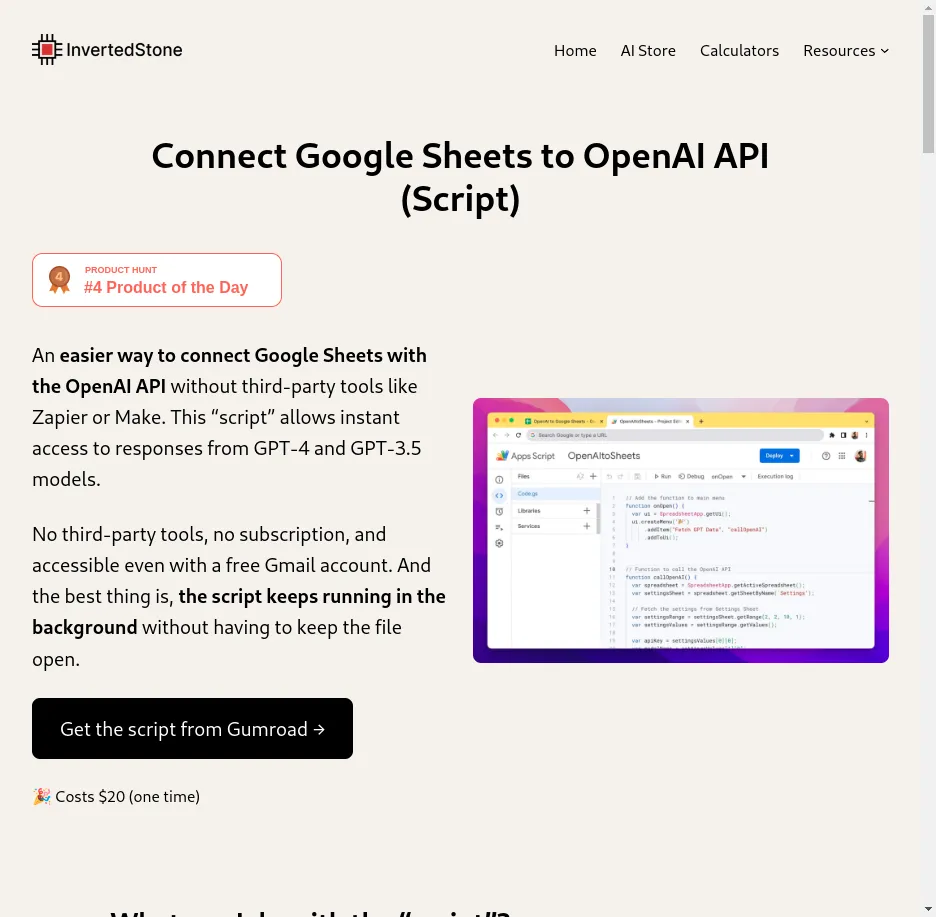 InvertedStone
Home
AI Store
Calculators
Resources
Connect Google Sheets to OpenAI API
(Script)
4
PRODUCT HUNT
#4 Product of the Day
An easier way to connect Google Sheets with
the OpenAI API without third-party tools like
Zapier or Make. This “script” allows instant
access to responses from GPT-4 and GPT-3.5
models.
No third-party tools, no subscription, and
accessible even with a free Gmail account. And
the best thing is, the script keeps running in the
background without having to keep the file
open.
Get the script from Gumroad →
🎉 Costs $20 (one time)
Search Google or type a URL
Apps Script
OpenAItoSheets
Deploy
Files
Run
Debug
onOpen
Execution log
Code.gs
Libraries
Services
// Add the function to main menu
function onOpen() {
var ui = SpreadsheetApp.getUi();
.addItem("Fetch GPT Data", "callOpenAI")
.addToUi();
}
// Function to call the OpenAI API
function callOpenAI() {
var spreadsheet = SpreadsheetApp.getActiveSpreadsheet();
var settingsSheet = spreadsheet.getSheetByName('Settings');
// Fetch the settings from Settings Sheet
var settingsRange = settingsSheet.getRange(2, 2, 10, 1);
var settingsValues = settingsRange.getValues();
var apiKey = settingsValues[0][0];